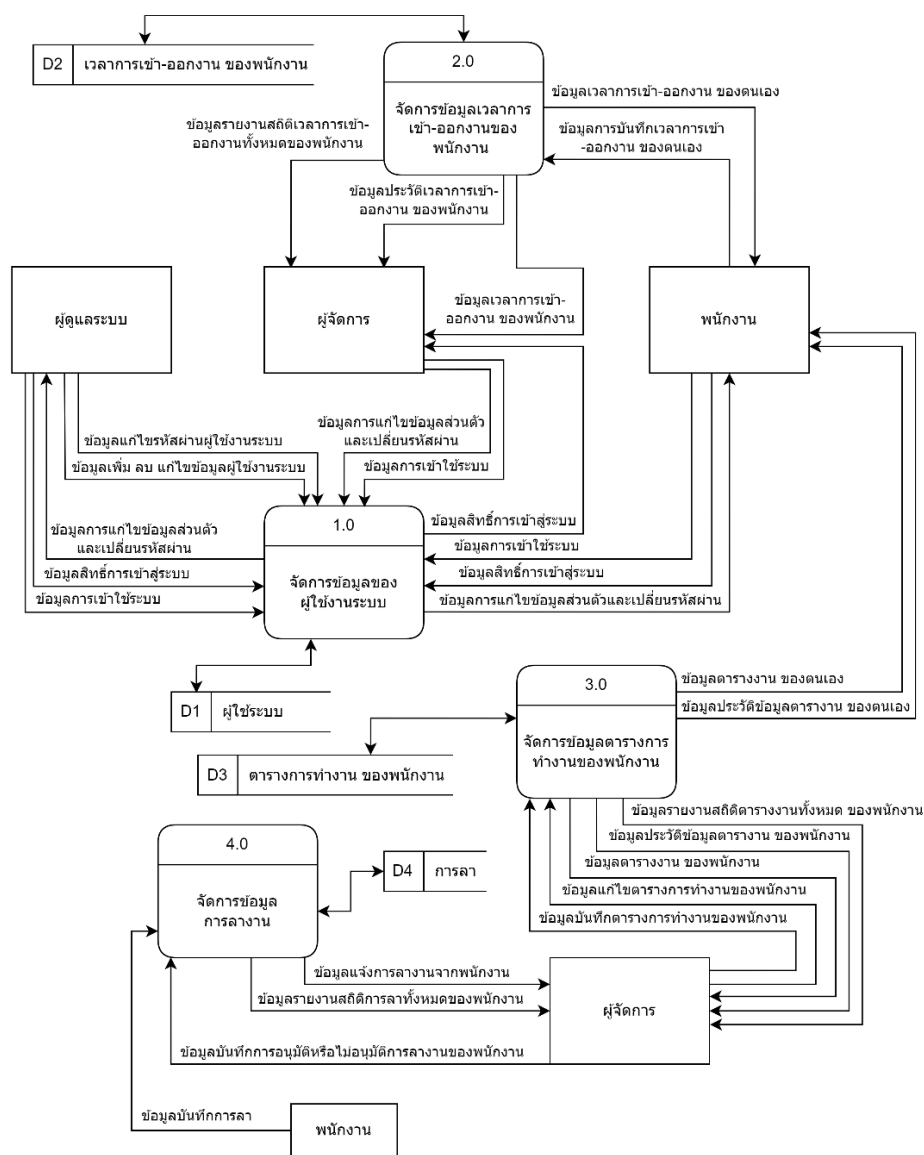 D2 เวลาการเข้า-ออกงาน ของพนักงาน
2.0
จัดการข้อมูลเวลาการ
เข้า-ออกงานของ
พนักงาน
ข้อมูลเวลาการเข้า-ออกงาน ของตนเอง
ข้อมูลรายงานสถิติเวลาการเข้า-
ออกงานทั้งหมดของพนักงาน
ข้อมูลการบันทึกเวลาการเข้า
-ออกงาน ของตนเอง
ข้อมูลประวัติเวลาการเข้า-
ออกงาน ของพนักงาน
ผู้ดูแลระบบ
ผู้จัดการ
ข้อมูลเวลาการเข้า-
ออกงาน ของพนักงาน
พนักงาน
ข้อมูลแก้ไขรหัสผ่านผู้ใช้งานระบบ
ข้อมูลเพิ่ม ลบ แก้ไขข้อมูลผู้ใช้งานระบบ
ข้อมูลการแก้ไขข้อมูลส่วนตัว
และเปลี่ยนรหัสผ่าน
ข้อมูลการเข้าใช้ระบบ
ข้อมูลการแก้ไขข้อมูลส่วนตัว
และเปลี่ยนรหัสผ่าน
ข้อมูลสิทธิ์การเข้าสู่ระบบ
ข้อมูลการเข้าใช้ระบบ
1.0
จัดการข้อมูลของ
ผู้ใช้งานระบบ
ข้อมูลสิทธิ์การเข้าสู่ระบบ
ข้อมูลการเข้าใช้ระบบ
ข้อมูลสิทธิ์การเข้าสู่ระบบ
ข้อมูลการแก้ไขข้อมูลส่วนตัวและเปลี่ยนรหัสผ่าน
D1 ผู้ใช้ระบบ
3.0
จัดการข้อมูลตารางการ
ทำงานของพนักงาน
ข้อมูลตารางงาน ของตนเอง
ข้อมูลประวัติข้อมูลตารางาน ของตนเอง
D3 ตารางการทำงาน ของพนักงาน
ข้อมูลรายงานสถิติตารางงานทั้งหมด ของพนักงาน
ข้อมูลประวัติข้อมูลตารางาน ของพนักงาน
ข้อมูลตารางงาน ของพนักงาน
ข้อมูลแก้ไขตารางการทำงานของพนักงาน
ข้อมูลบันทึกตารางการทำงานของพนักงาน
4.0
จัดการข้อมูล
การลางาน
D4 การลา
ข้อมูลแจ้งการลางานจากพนักงาน
ข้อมูลรายงานสถิติการลาทั้งหมดของพนักงาน
ผู้จัดการ
ข้อมูลบันทึกการอนุมัติหรือไม่อนุมัติการลางานของพนักงาน
ข้อมูลบันทึกการลา
พนักงาน